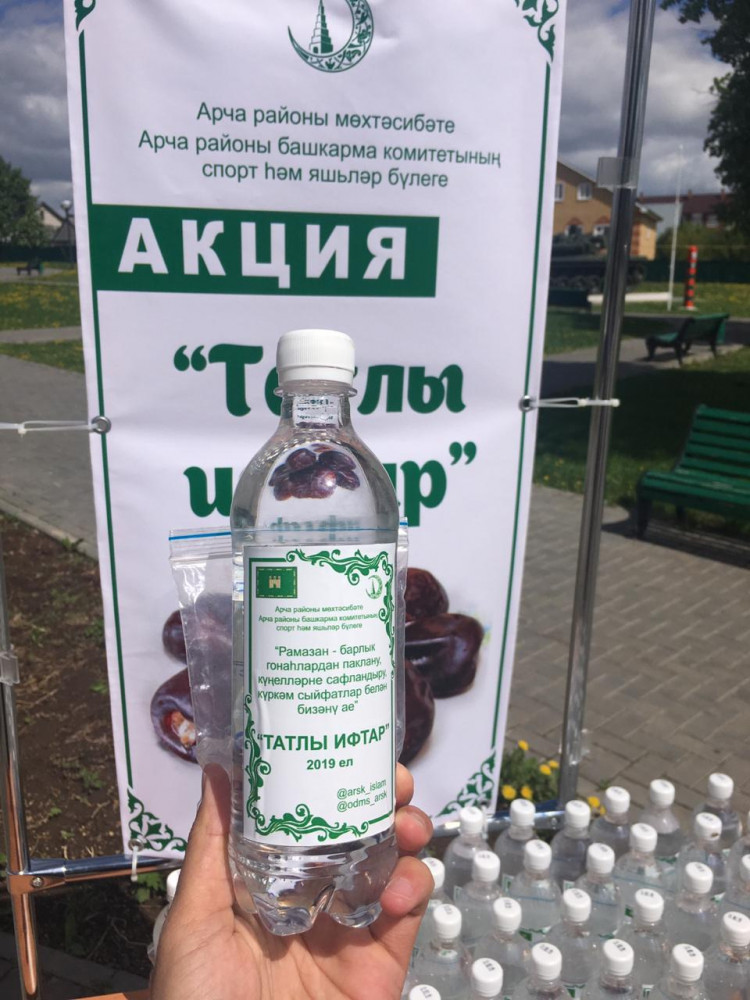 Арча районы мөхтәсибәте
Арча районы башкарма комитетының
спорт һәм яшьләр бүлеге
АКЦИЯ
“Татлы
Арча районы мөхтәсибәте
Арча районы башкарма комитетының
спорт һәм яшьләр бүлеге
“Рамазан - барлык
гонаһлардан паклану,
күңелләрне сафландыру,
күркәм сыйфатлар белән
бизәнү ае”
“ТАТЛЫ ИФТАР”
2019 ел
@arsk_islam
@odms_arsk